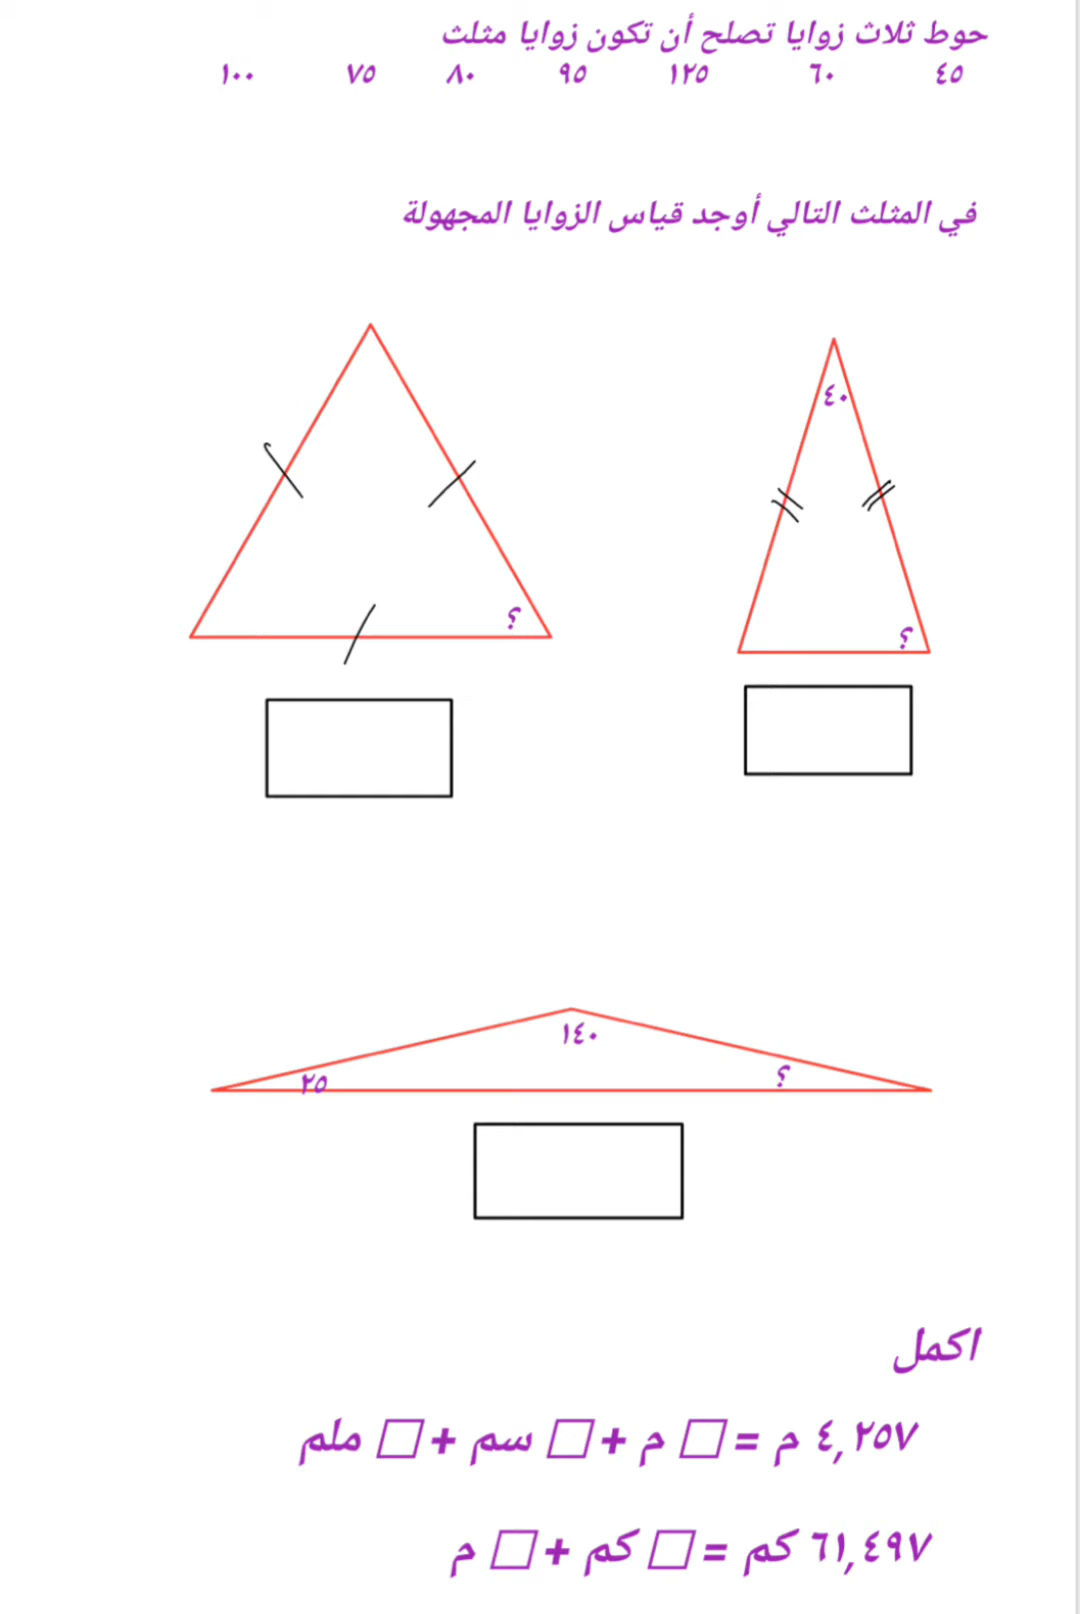 حوط ثلاث زوايا تصلح أن تكون زوايا مثلث
٤٥ ٦٠ ١٢٥ ٩٥ ٨٠ ٧٥ ١٠٠
في المثلث التالي أوجد قياس الزوايا المجهولة
٤٠
؟
؟
١٤٠
؟
٢٥
اكمل
٤,٢٥٧ م = □ م + □ سم + □ ملم
٦١,٤٩٧ كم = □ كم + □ م